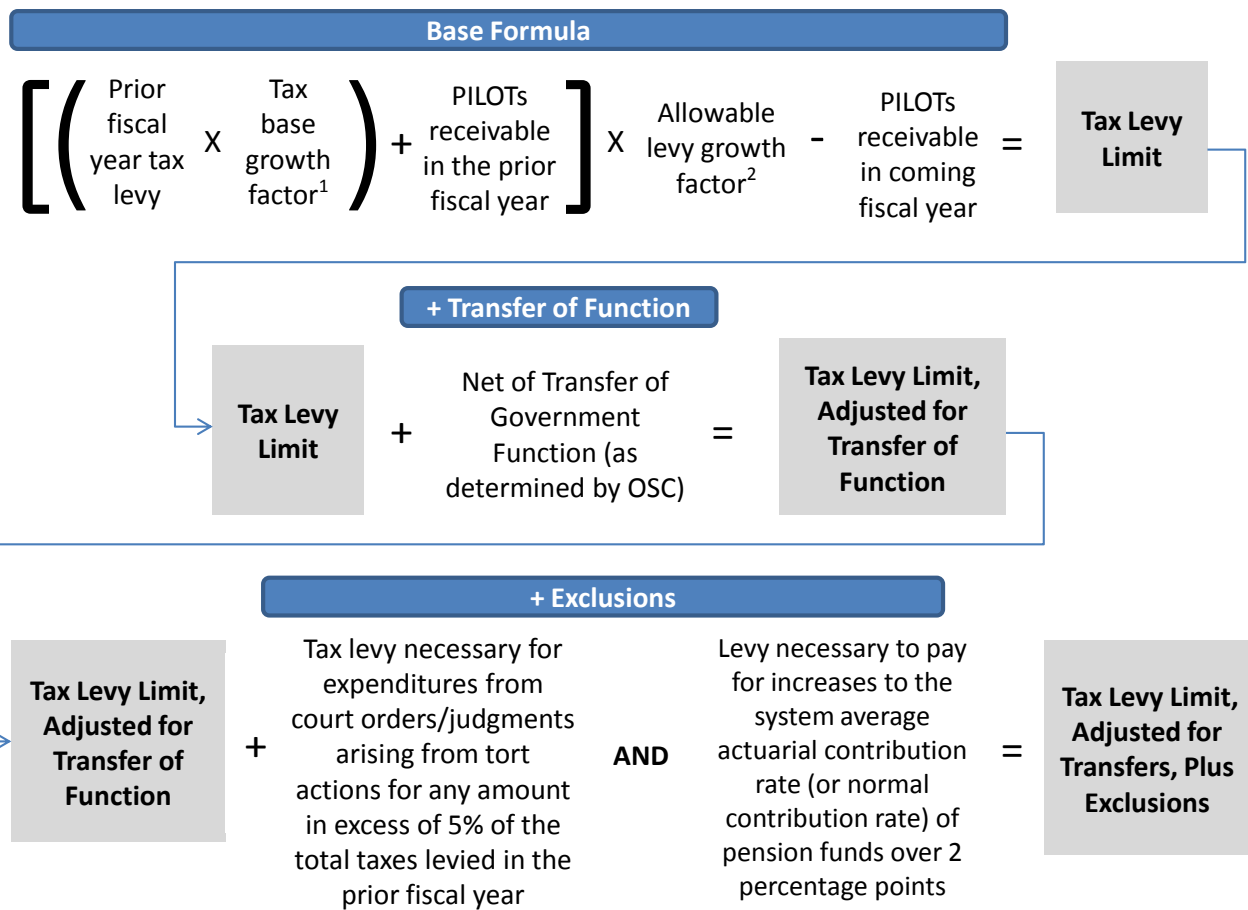 Base Formula
[(
Prior
fiscal
year tax
levy
X
Tax
base
growth
factor1
)
+
PILOTs
receivable
in the prior
fiscal year
]
X
Allowable
levy growth
factor2
-
PILOTs
receivable
in coming
fiscal year
=
Tax Levy
Limit
+ Transfer of Function
Tax Levy
Limit
+
Net of Transfer of
Government
Function (as
determined by OSC)
=
Tax Levy Limit,
Adjusted for
Transfer of
Function
+ Exclusions
Tax Levy Limit,
Adjusted for
Transfer of
Function
+
Tax levy necessary for
expenditures from
court orders/judgments
arising from tort
actions for any amount
in excess of 5% of the
total taxes levied in the
prior fiscal year
AND
Levy necessary to pay
for increases to the
system average
actuarial contribution
rate (or normal
contribution rate) of
pension funds over 2
percentage points
=
Tax Levy Limit,
Adjusted for
Transfers, Plus
Exclusions